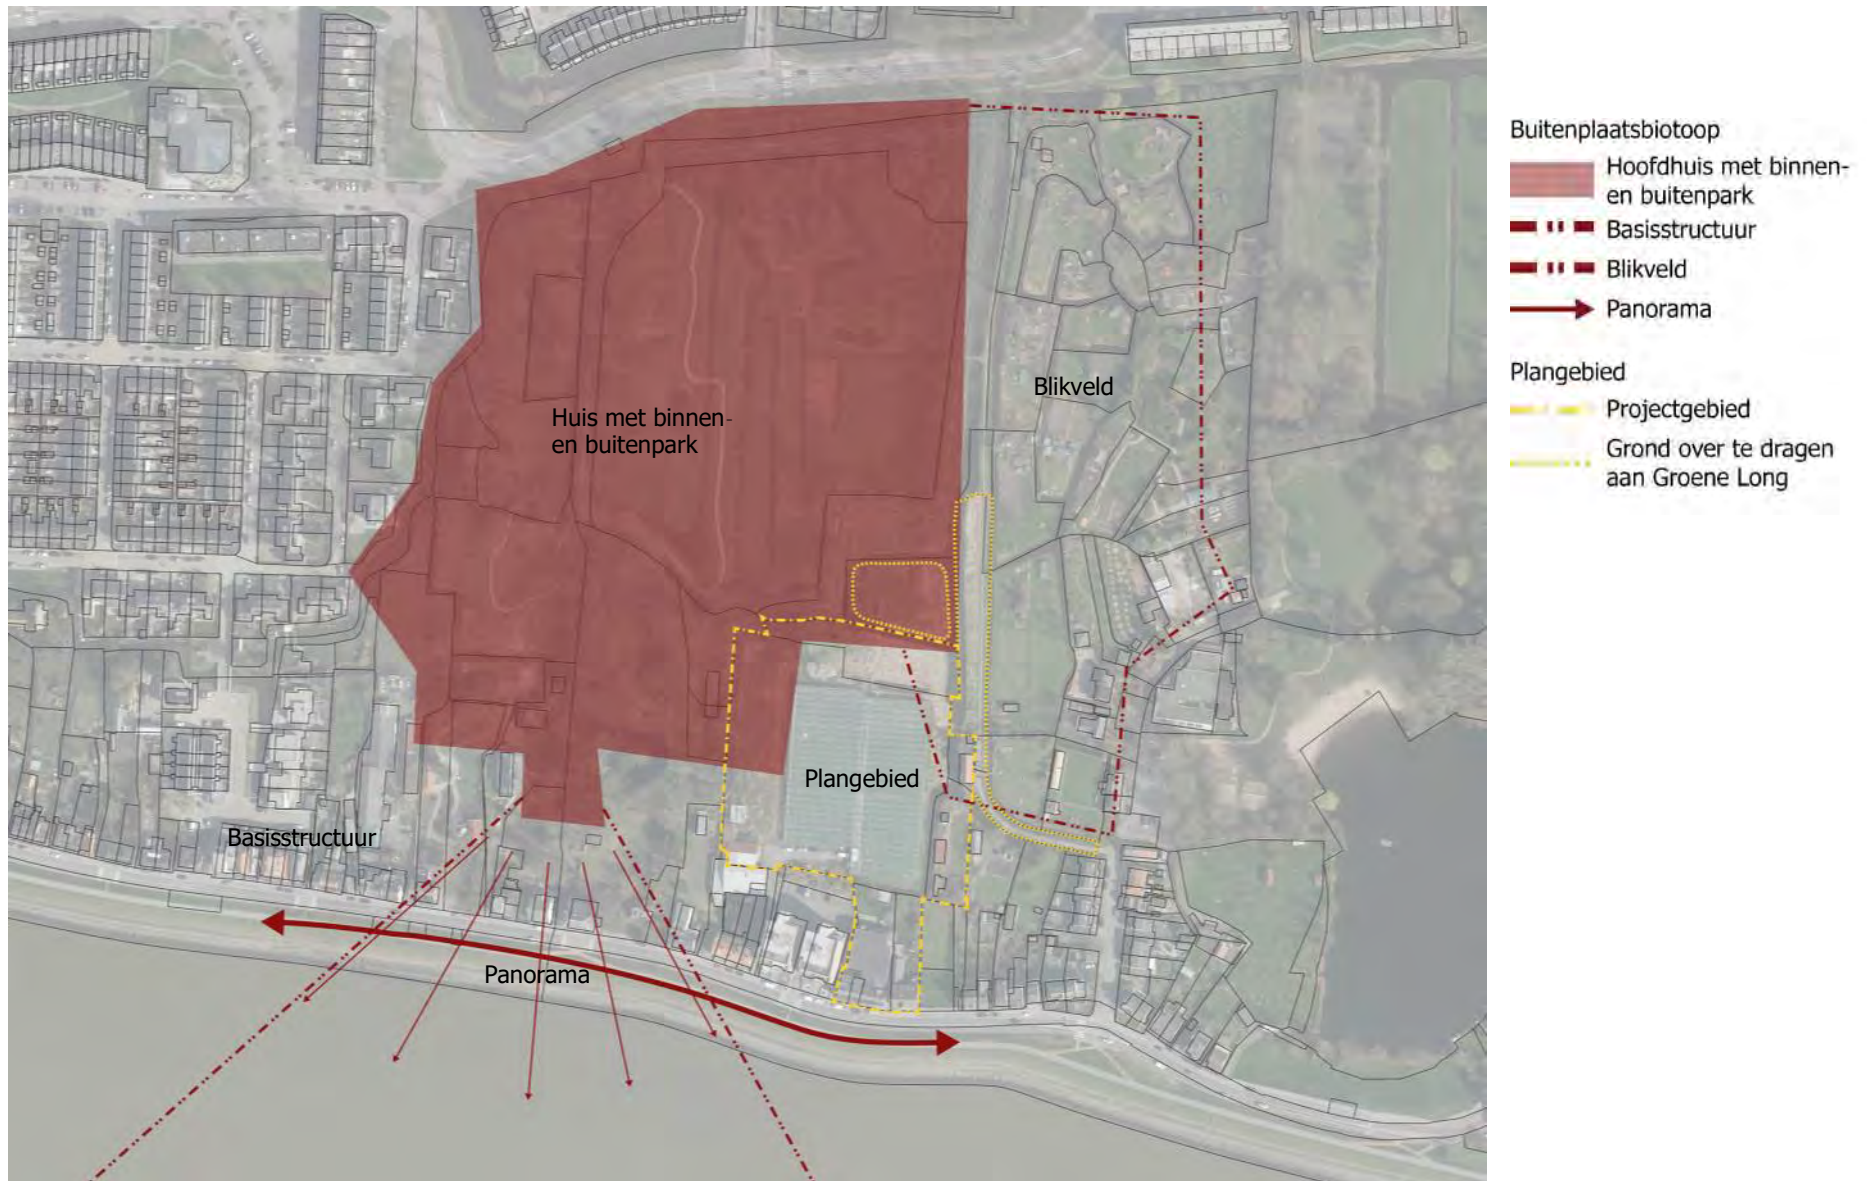 Buitenplaatsbiotoop
Hoofdhuis met binnen-
en buitenpark
Basisstructuur
Blikveld
Panorama
Plangebied
Projectgebied
Grond over te dragen
aan Groene Long
Blikveld
Huis met binnen-
en buitenpark
Plangebied
Basisstructuur
Panorama